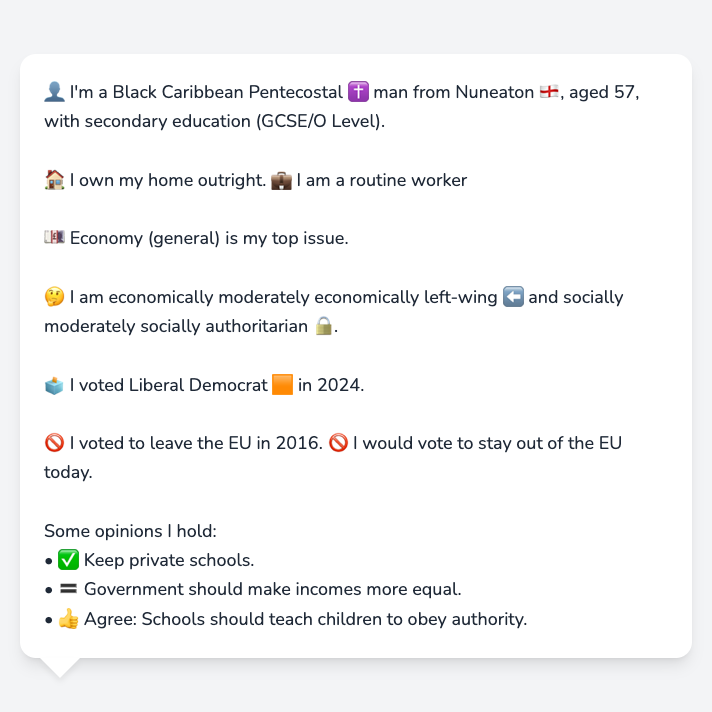 👤 I'm a Black Caribbean Pentecostal ✝️ man from Nuneaton 🏴󠁧󠁢󠁥󠁮󠁧󠁿, aged 57,
with secondary education (GCSE/O Level).
🏠 I own my home outright. 💼 I am a routine worker
💷 Economy (general) is my top issue.
🤔 I am economically moderately economically left-wing ⬅️ and socially
moderately socially authoritarian 🔒.
🗳️ I voted Liberal Democrat 🟧 in 2024.
🚫 I voted to leave the EU in 2016. 🚫 I would vote to stay out of the EU
today.
Some opinions I hold:
• ✅ Keep private schools.
• 🟰 Government should make incomes more equal.
• 👍 Agree: Schools should teach children to obey authority.